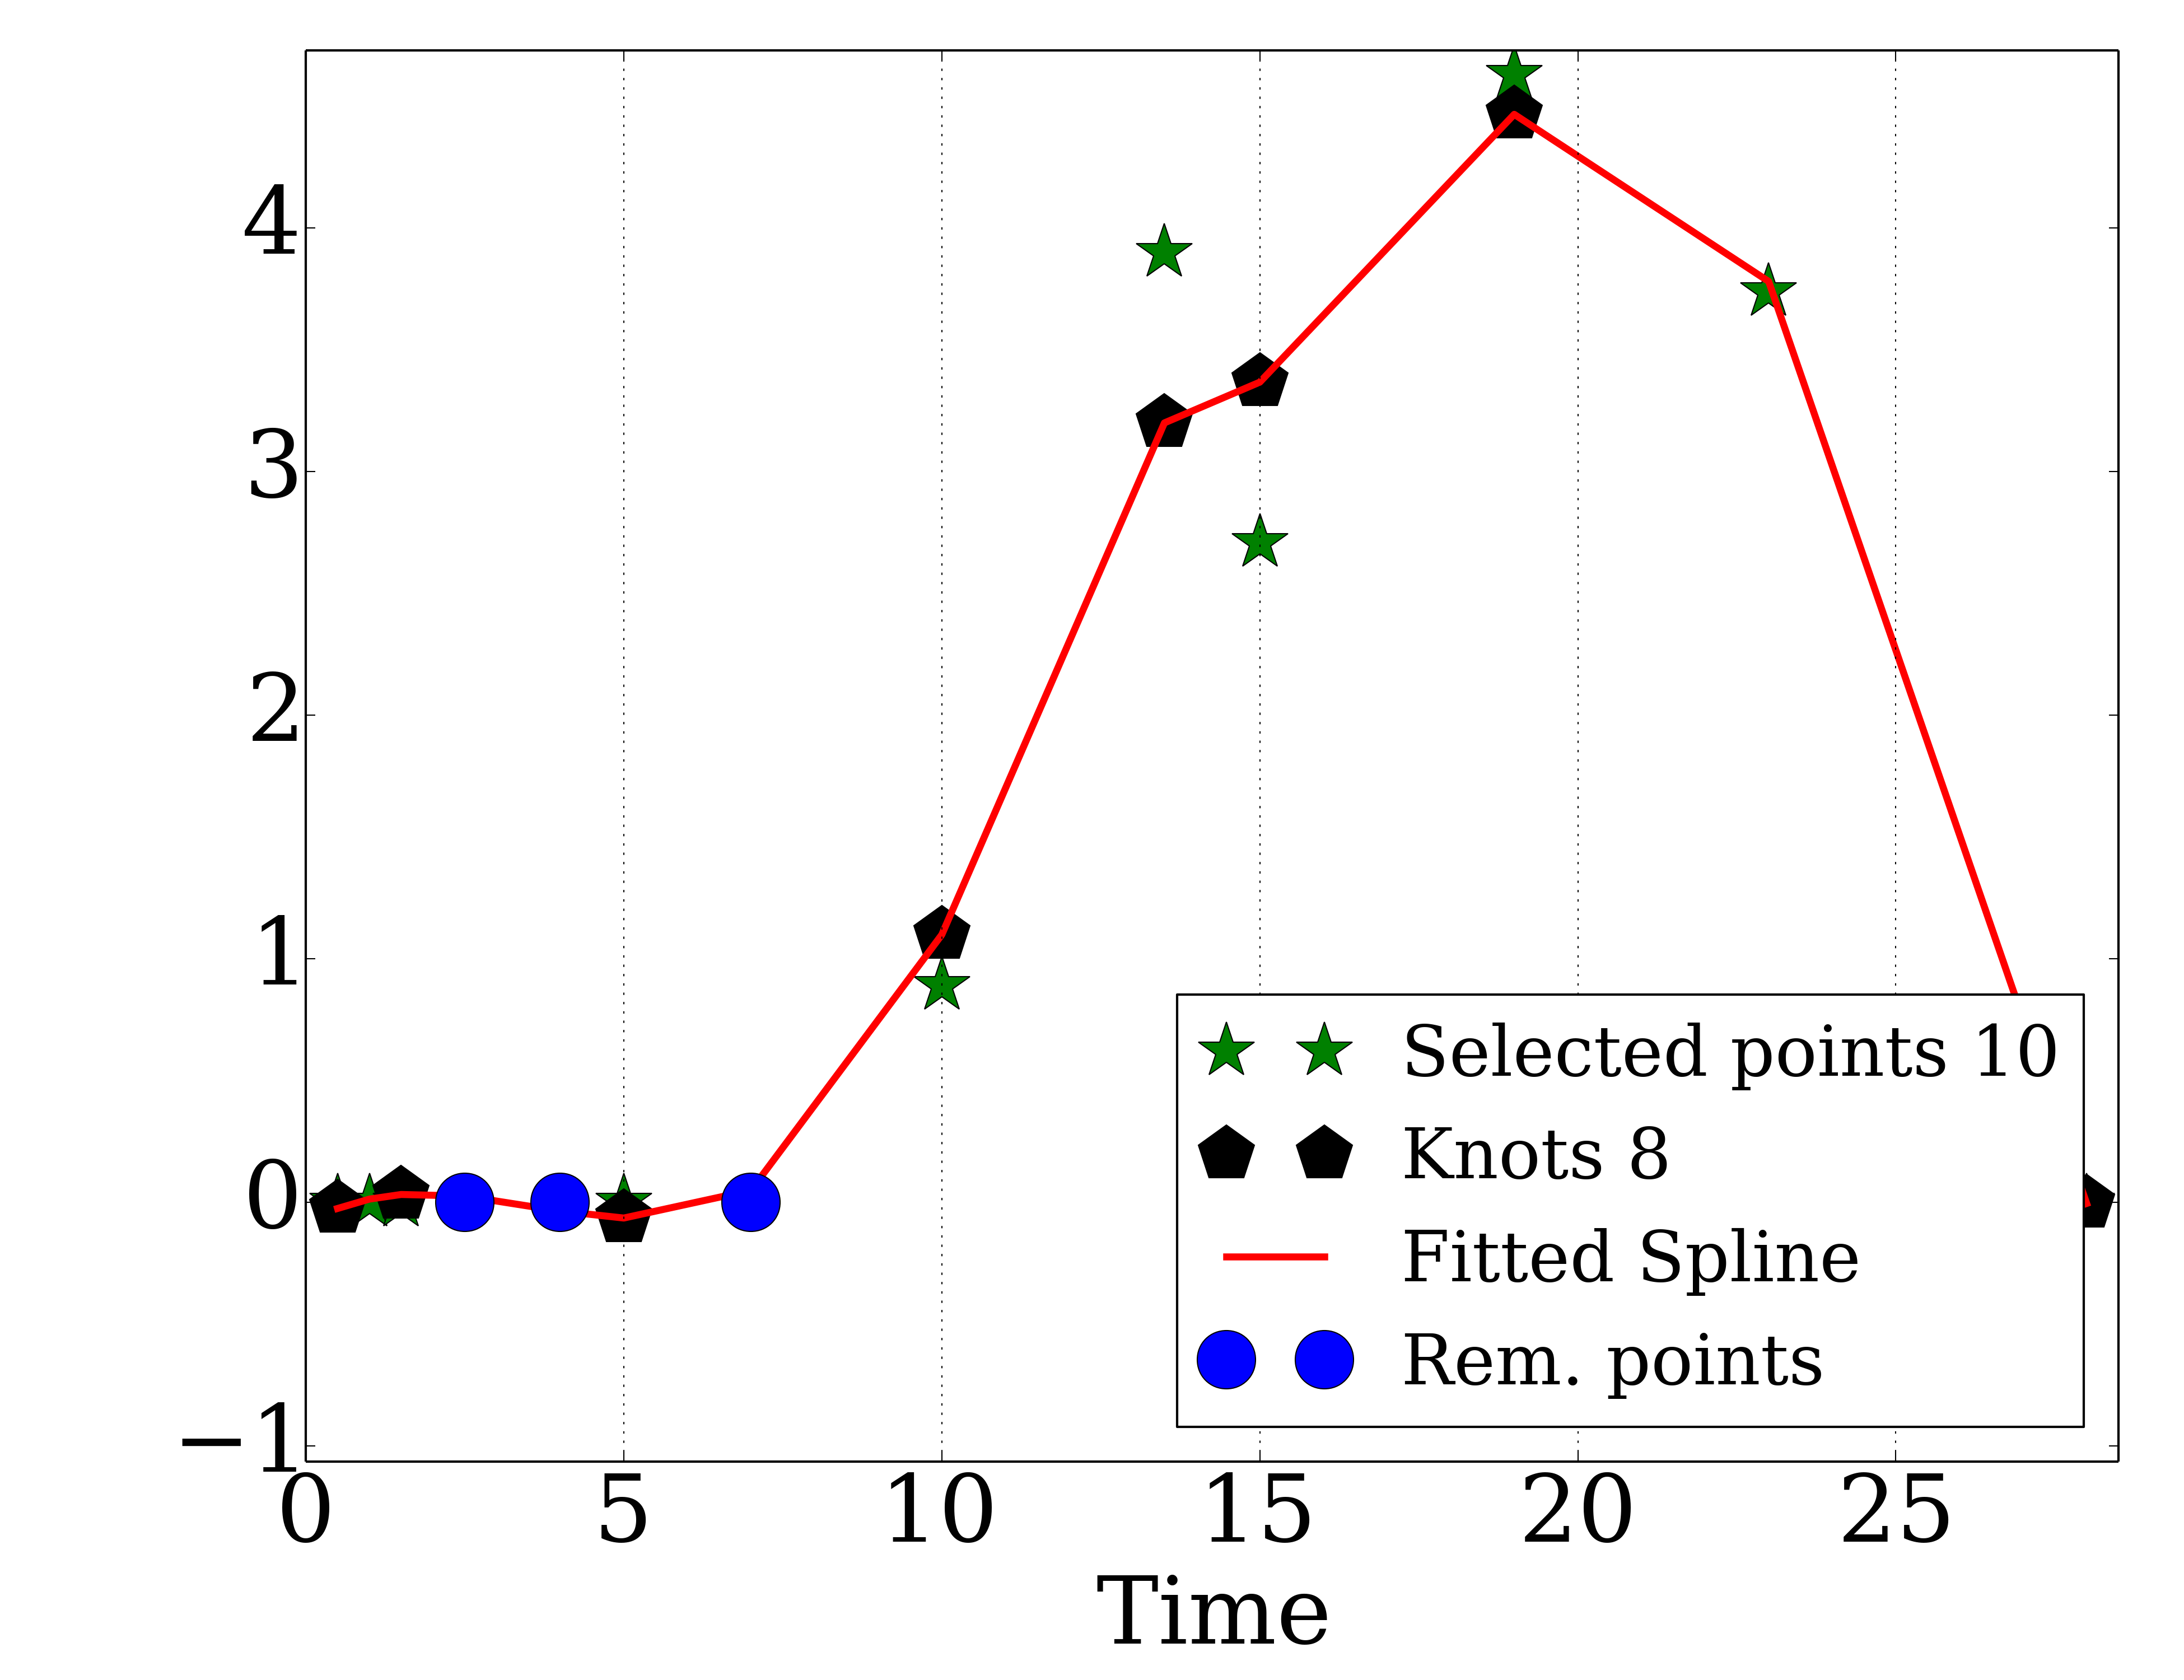 4
3
2
1
0
−1
0 5 10 15 20 25
Time
Selected points 10
Knots 8
Fitted Spline
Rem. points